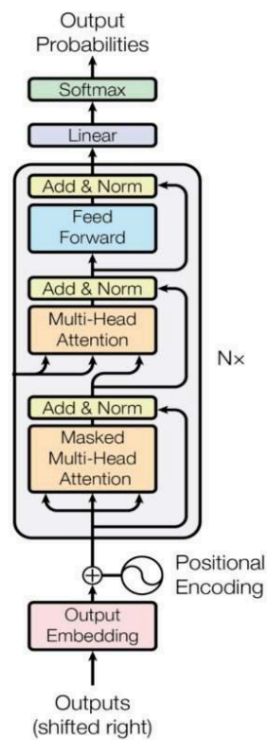 Output
Probabilities
Softmax
Linear
Add & Norm
Feed
Forward
Add & Norm
Multi-Head
Attention
N×
Add & Norm
Masked
Multi-Head
Attention
Positional
Encoding
Output
Embedding
Outputs
(shifted right)